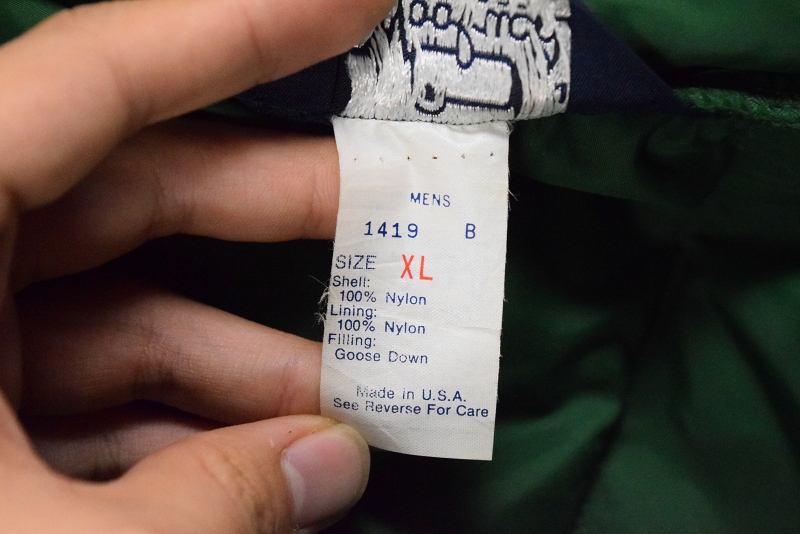 MENS
1419 B
SIZE XL
Shell:
100% Nylon
Lining:
100% Nylon
Filling:
Goose Down
Made in U.S.A.
See Reverse For Care